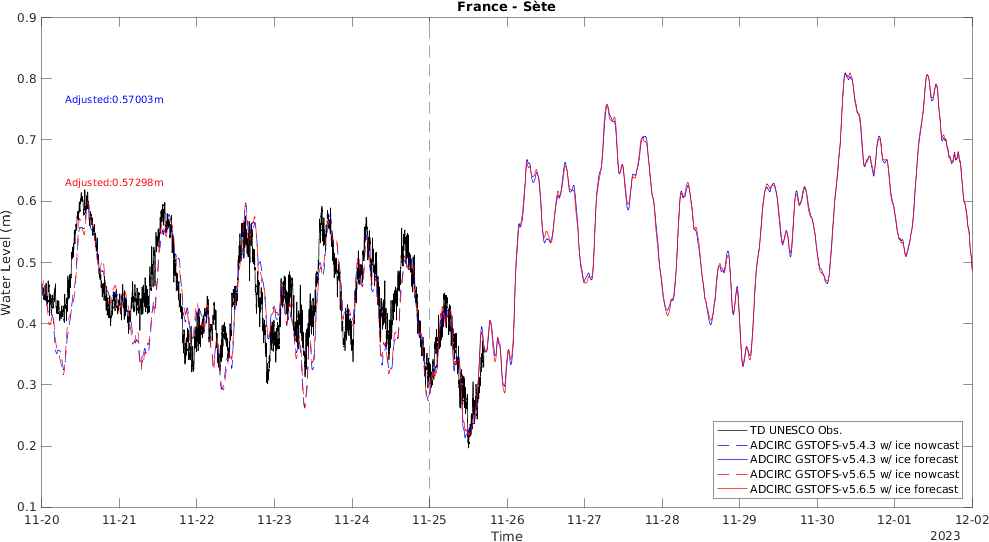 France - Sète
0.9
0.8
0.7
0.6
0.5
0.4
0.3
0.2
0.1
Water Level (m)
Adjusted:0.57003m
Adjusted:0.57298m
TD UNESCO Obs.
ADCIRC GSTOFS-v5.4.3 w/ ice nowcast
ADCIRC GSTOFS-v5.4.3 w/ ice forecast
ADCIRC GSTOFS-v5.6.5 w/ ice nowcast
ADCIRC GSTOFS-v5.6.5 w/ ice forecast
11-20 11-21 11-22 11-23 11-24 11-25 11-26 11-27 11-28 11-29 11-30 12-01 12-02
Time
2023